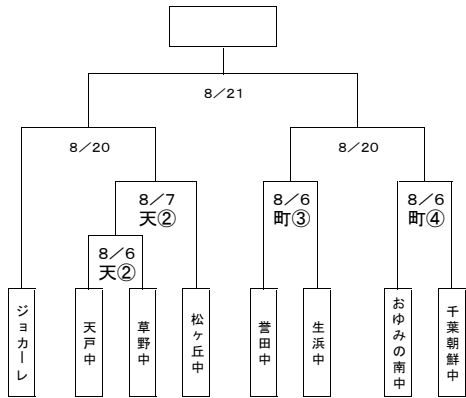 8/21
8/20
8/20
8/7
天②
8/6
町③
8/6
町④
8/6
天②
ジョカーレ
天戸中
草野中
松ヶ丘中
誉田中
生浜中
おゆみの南中
千葉朝鮮中